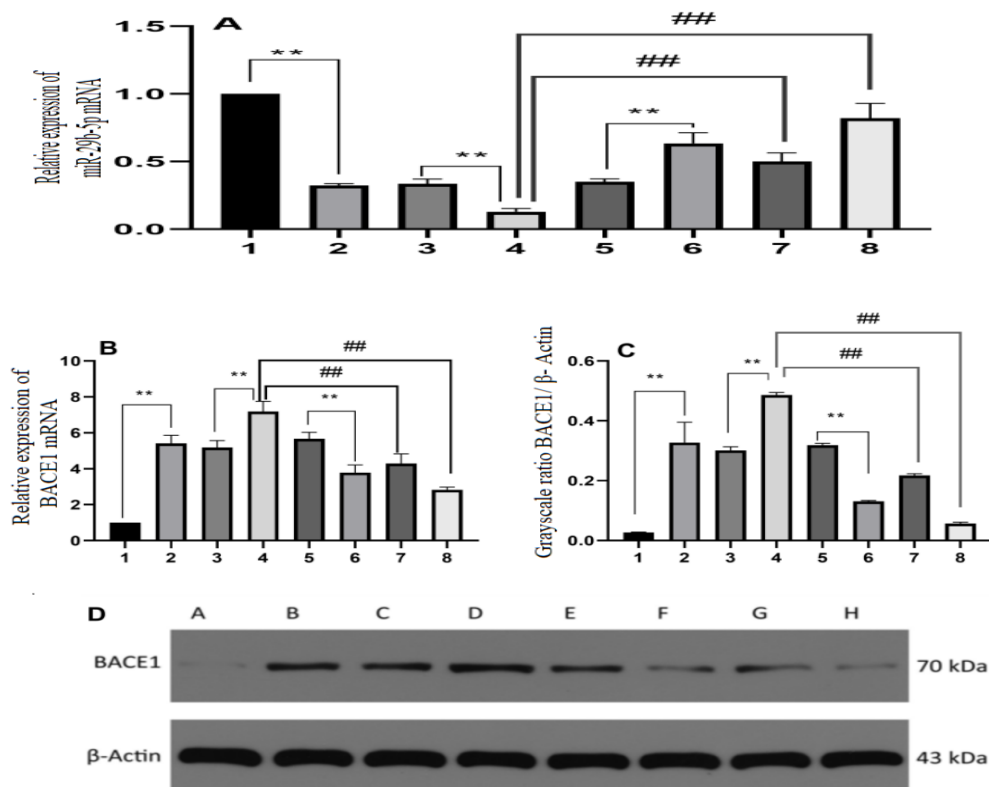 A
Relative expression of
miR-29b-5p mRNA
1.5
1.0
0.5
0.0
**
**
**
##
##
1 2 3 4 5 6 7 8
B
Relative expression of
BACE1 mRNA
10
8
6
4
2
0
**
**
**
##
##
1 2 3 4 5 6 7 8
C
Grayscale ratio BACE1/ β- Actin
0.6
0.4
0.2
0.0
**
**
**
##
##
1 2 3 4 5 6 7 8
D
A B C D E F G H
BACE1 70 kDa
β-Actin 43 kDa